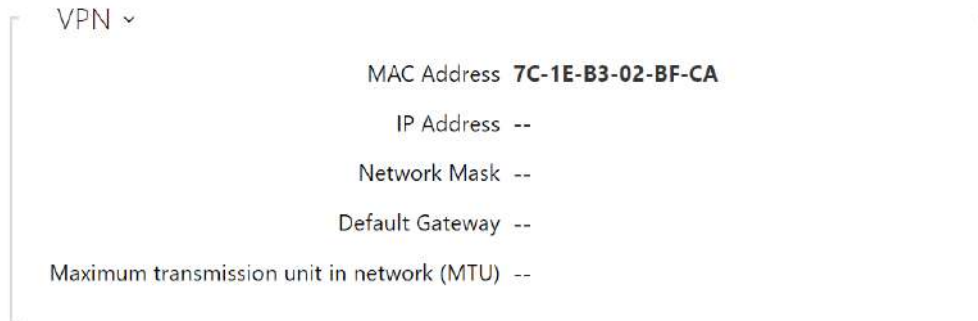 VPN
MAC Address 7C-1E-B3-02-BF-CA
IP Address --
Network Mask --
Default Gateway --
Maximum transmission unit in network (MTU) --